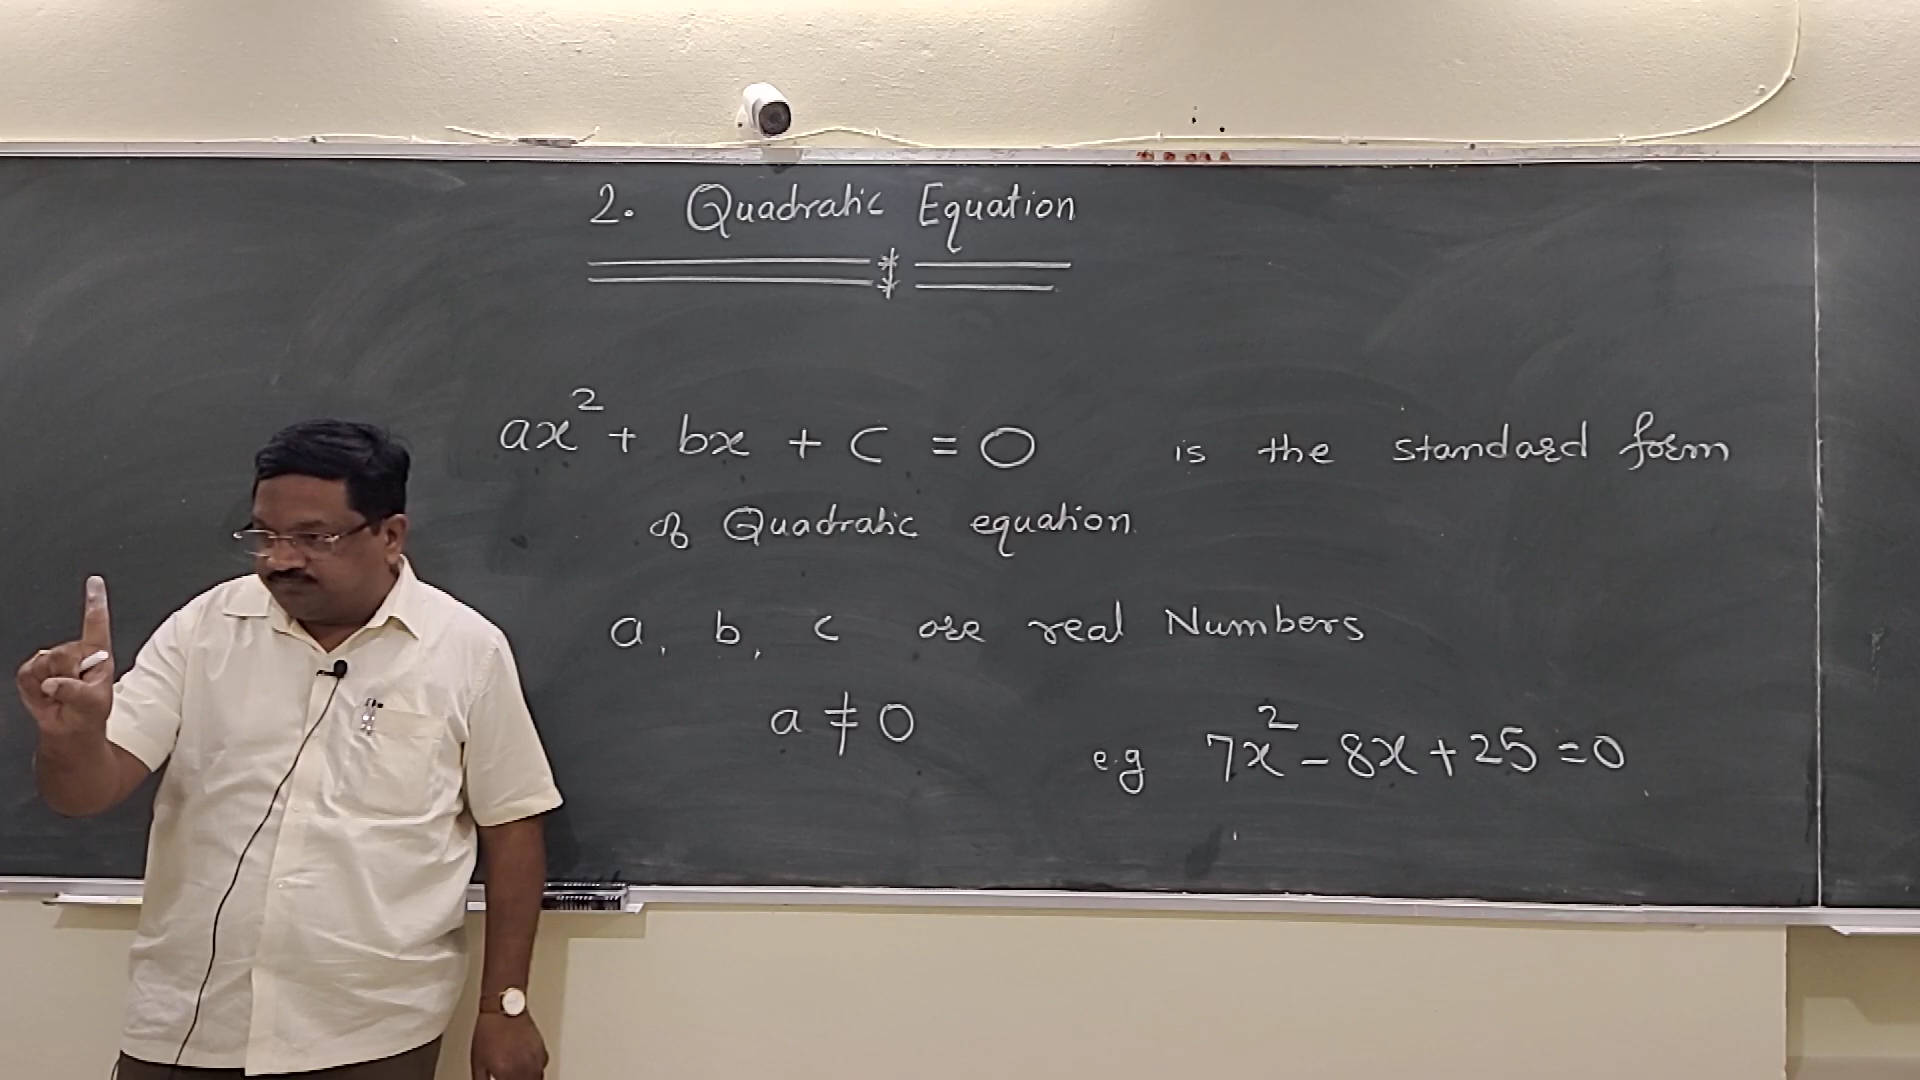 2. Quadratic Equation
ax² + bx + c = 0 is the standard form
of Quadratic equation.
a, b, c are real Numbers
a ≠ 0
e.g 7x² - 8x + 25 = 0